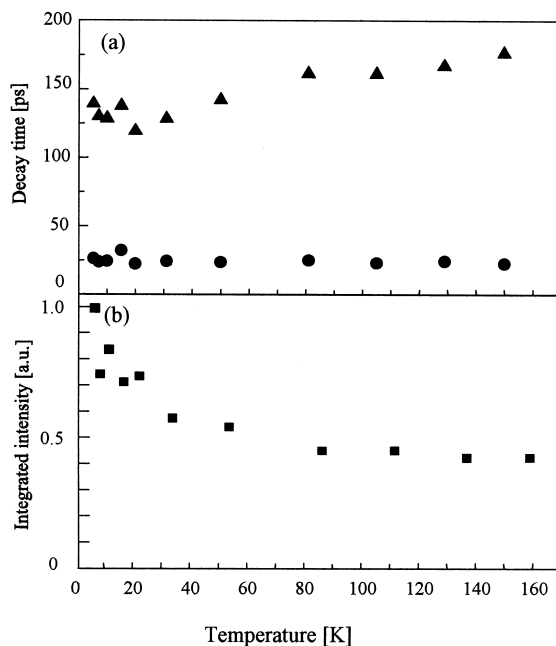 200
(a)
150
Decay time [ps]
100
50
0
(b)
1.0
Integrated intensity [a.u.]
0.5
0
0 20 40 60 80 100 120 140 160
Temperature [K]